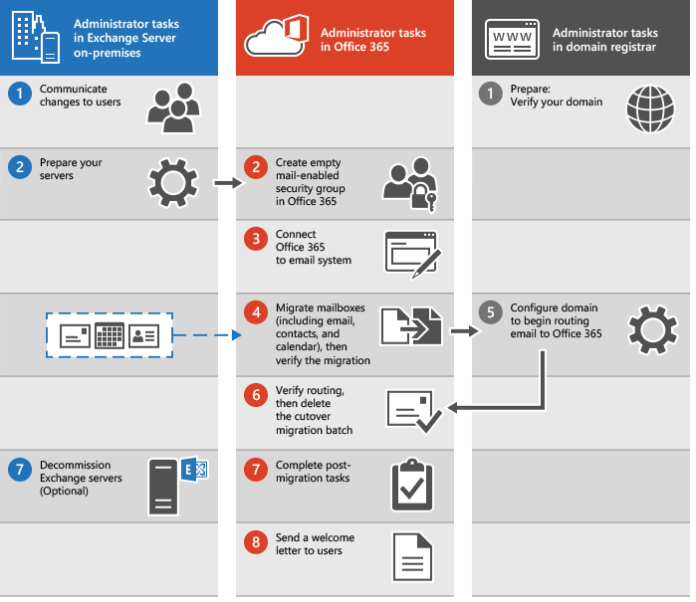 Administrator tasks
in Exchange Server
on-premises
Administrator tasks
in Office 365
WWW
Administrator tasks
in domain registrar
1 Communicate
changes to users
1 Prepare:
Verify your domain
2 Prepare your
servers
2 Create empty
mail-enabled
security group
in Office 365
3 Connect
Office 365
to email system
4 Migrate mailboxes
(including email,
contacts, and
calendar), then
verify the migration
5 Configure domain
to begin routing
email to Office 365
6 Verify routing,
then delete
the cutover
migration batch
7 Decommission
Exchange servers
(Optional)
E
7 Complete post-
migration tasks
8 Send a welcome
letter to users